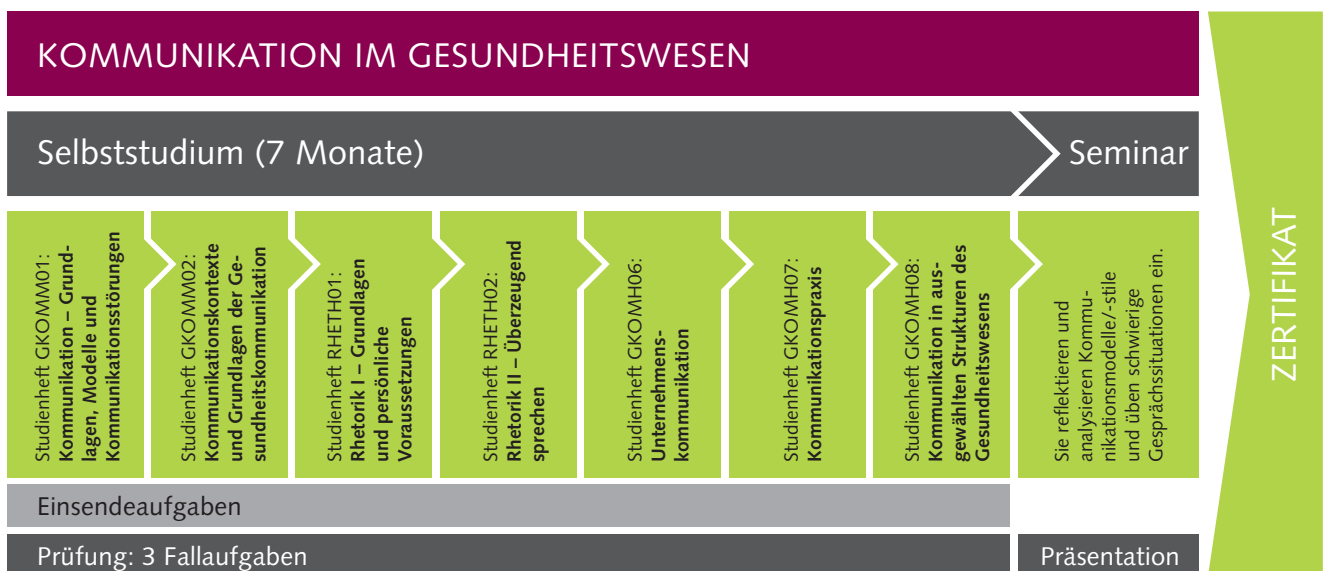 KOMMUNIKATION IM GESUNDHEITSWESEN
Selbststudium (7 Monate)
Seminar
Studienheft GKOMM01:
Kommunikation – Grund-
lagen, Modelle und
Kommunikationsstörungen
Studienheft GKOMM02:
Kommunikationskontexte
und Grundlagen der Ge-
sundheitskommunikation
Studienheft RHETH01:
Rhetorik I – Grundlagen
und persönliche
Voraussetzungen
Studienheft RHETH02:
Rhetorik II – Überzeugend
sprechen
Studienheft GKOMH06:
Unternehmens-
kommunikation
Studienheft GKOMH07:
Kommunikationspraxis
Studienheft GKOMH08:
Kommunikation in aus-
gewählten Strukturen des
Gesundheitswesens
Sie reflektieren und
analysieren Kommu-
nikationsmodelle/-stile
und üben schwierige
Gesprächssituationen ein.
Einsendeaufgaben
Prüfung: 3 Fallaufgaben
Präsentation
ZERTIFIKAT